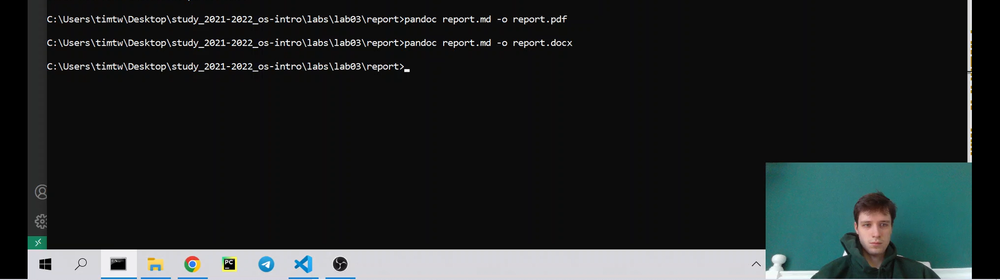 C:\Users\timtw\Desktop\study_2021-2022_os-intro\labs\lab03\report>pandoc report.md -o report.pdf
C:\Users\timtw\Desktop\study_2021-2022_os-intro\labs\lab03\report>pandoc report.md -o report.docx
C:\Users\timtw\Desktop\study_2021-2022_os-intro\labs\lab03\report>
PC